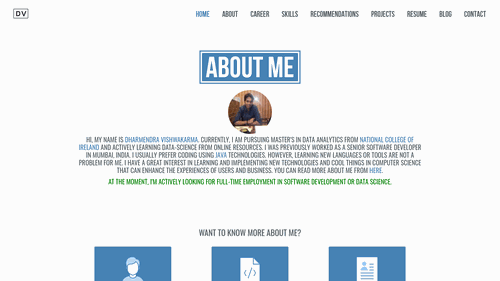 DV
HOME ABOUT CAREER SKILLS RECOMMENDATIONS PROJECTS RESUME BLOG CONTACT
ABOUT ME
HI, MY NAME IS DHARMENDRA VISHWAKARMA. CURRENTLY, I AM PURSUING MASTER'S IN DATA ANALYTICS FROM NATIONAL COLLEGE OF
IRELAND AND ACTIVELY LEARNING DATA-SCIENCE FROM ONLINE RESOURCES. I WAS PREVIOUSLY WORKED AS A SENIOR SOFTWARE DEVELOPER
IN MUMBAI, INDIA. I USUALLY PREFER CODING USING JAVA TECHNOLOGIES. HOWEVER, LEARNING NEW LANGUAGES OR TOOLS ARE NOT A
PROBLEM FOR ME. I HAVE A GREAT INTEREST IN LEARNING AND IMPLEMENTING NEW TECHNOLOGIES AND COOL THINGS IN COMPUTER SCIENCE
THAT CAN ENHANCE THE EXPERIENCES OF USERS AND BUSINESS. YOU CAN READ MORE ABOUT ME FROM HERE.
AT THE MOMENT, I'M ACTIVELY LOOKING FOR FULL-TIME EMPLOYMENT IN SOFTWARE DEVELOPMENT OR DATA SCIENCE.
WANT TO KNOW MORE ABOUT ME?